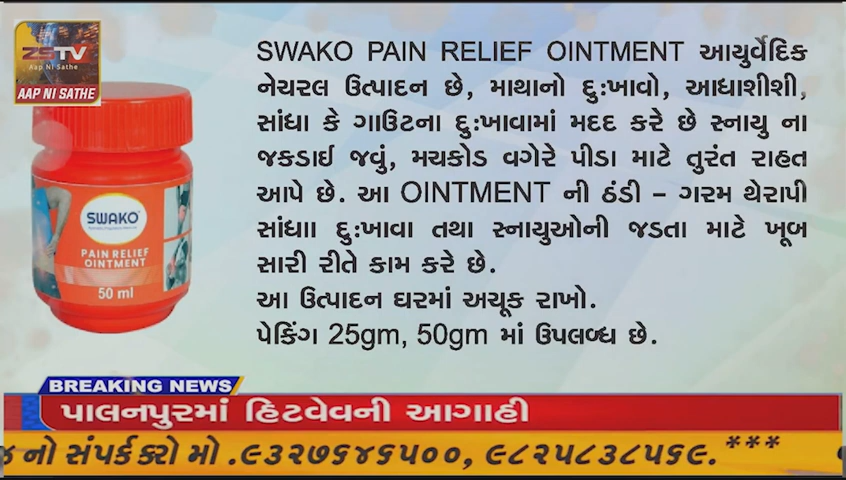 ZSTV
Aap Ni Sathe
AAP NI SATHE
SWAKO PAIN RELIEF OINTMENT આયુર્વેદિક
નેચરલ ઉત્પાદન છે, માથાનો દુઃખાવો, આધાશીશી,
સાંધા કે ગાઉટના દુઃખાવામાં મદદ કરે છે સ્નાયુ ના
જકડાઈ જવું, મચકોડ વગેરે પીડા માટે તુરંત રાહત
આપે છે. આ OINTMENT ની ઠંડી – ગરમ થેરાપી
સાંધાા દુઃખાવા તથા સ્નાયુઓની જડતા માટે ખૂબ
સારી રીતે કામ કરે છે.
આ ઉત્પાદન ઘરમાં અચૂક રાખો.
પેકિંગ 25gm, 50gm માં ઉપલબ્ધ છે.
SWAKO
PAIN RELIEF
OINTMENT
50 ml
BREAKING NEWS
પાલનપુરમાં હિટવેવની આગાહી
નો સંપર્ક કરો મો .૯૩૨૭૬૪૬૫૦૦, ૯૮૨૫૮૩૮૫૬૯.***